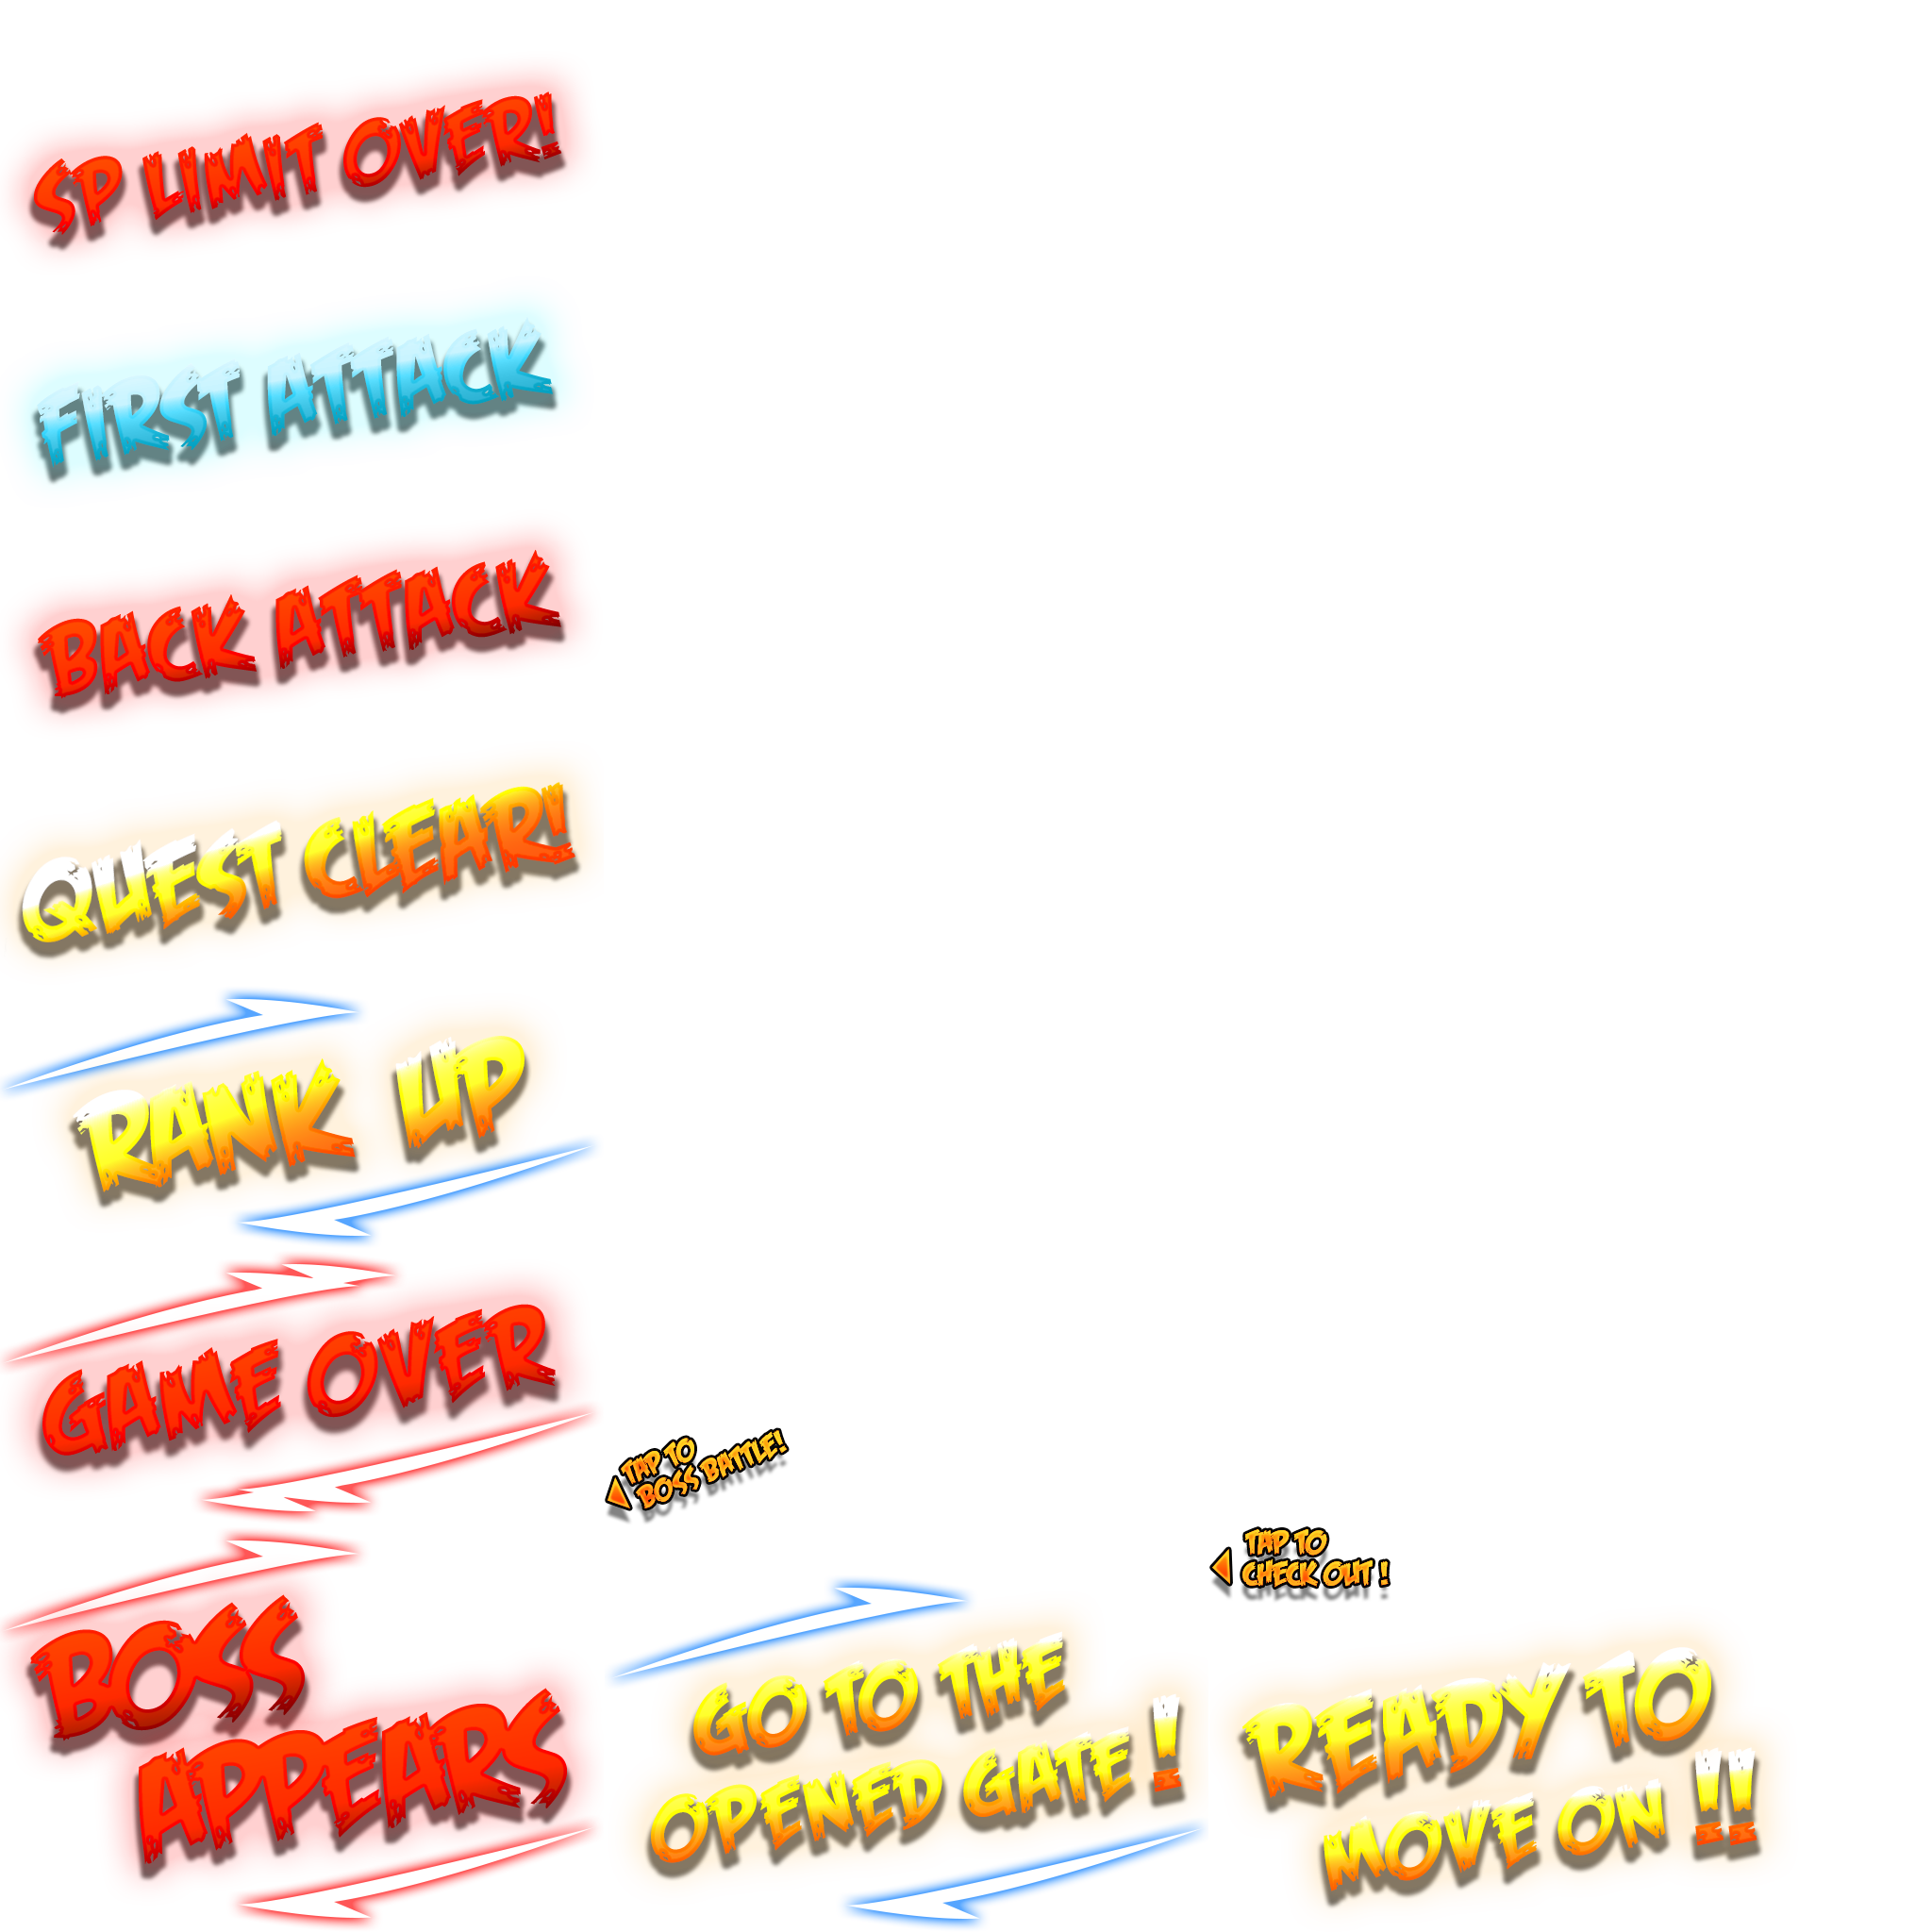 SP LIMIT OVER!
FIRST ATTACK
BACK ATTACK
QUEST CLEAR!
RANK UP
GAME OVER
TAP TO
BOSS BATTLE!
TAP TO
CHECK OUT !
BOSS
APPEARS
GO TO THE
OPENED GATE !
READY TO
MOVE ON !!